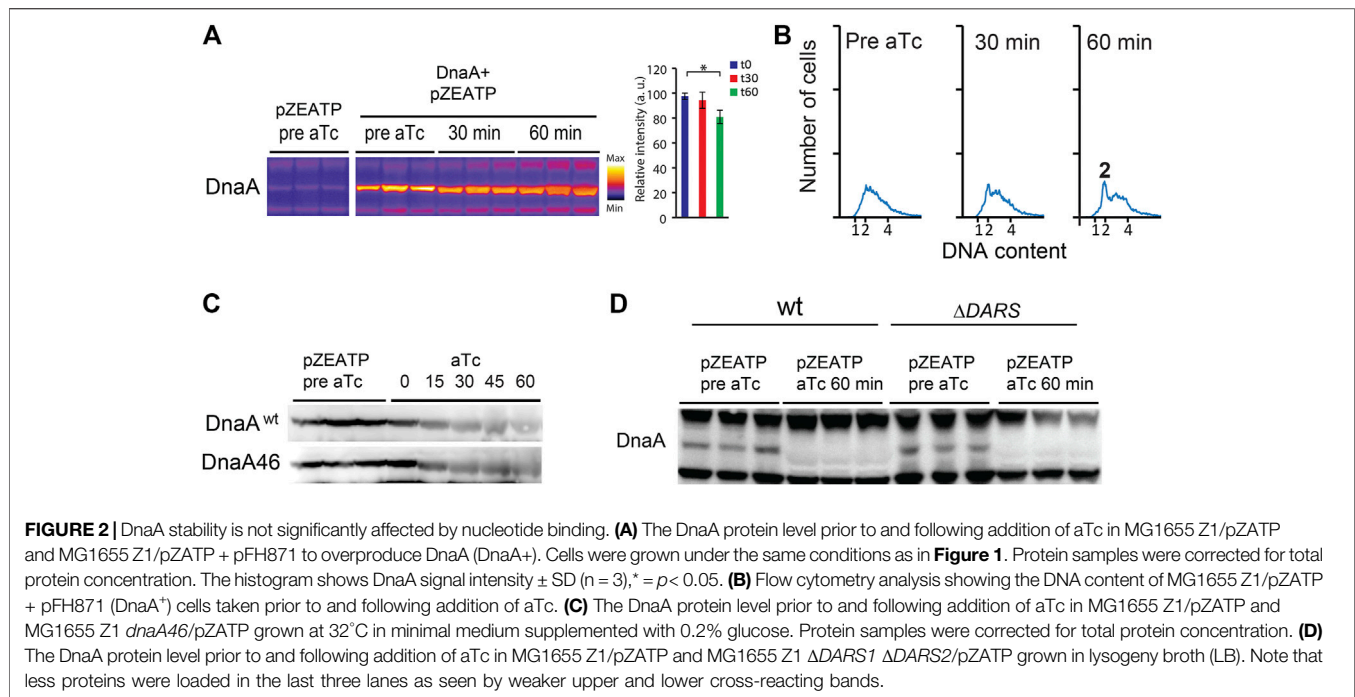 A
DnaA+
pZEATP
pZEATP
pre aTc
pre aTc 30 min 60 min
DnaA
Max
Min
Relative intensity (a. u.)
120
100
80
60
40
20
0
*
t0
t30
t60
B
Number of cells
Pre aTc
30 min
60 min
2
1 2 4
1 2 4
1 2 4
DNA content
C
pZEATP
pre aTc
aTc
0 15 30 45 60
DnaA wt
DnaA46
D
wt
ΔDARS
pZEATP
pre aTc
pZEATP
aTc 60 min
pZEATP
pre aTc
pZEATP
aTc 60 min
DnaA
FIGURE 2 | DnaA stability is not significantly affected by nucleotide binding. (A) The DnaA protein level prior to and following addition of aTc in MG1655 Z1/pZATP
and MG1655 Z1/pZATP + pFH871 to overproduce DnaA (DnaA+). Cells were grown under the same conditions as in Figure 1. Protein samples were corrected for total
protein concentration. The histogram shows DnaA signal intensity ± SD (n = 3),* = p< 0.05. (B) Flow cytometry analysis showing the DNA content of MG1655 Z1/pZATP
+ pFH871 (DnaA⁺) cells taken prior to and following addition of aTc. (C) The DnaA protein level prior to and following addition of aTc in MG1655 Z1/pZATP and
MG1655 Z1 dnaA46/pZATP grown at 32°C in minimal medium supplemented with 0.2% glucose. Protein samples were corrected for total protein concentration. (D)
The DnaA protein level prior to and following addition of aTc in MG1655 Z1/pZATP and MG1655 Z1 ΔDARS1 ΔDARS2/pZATP grown in lysogeny broth (LB). Note that
less proteins were loaded in the last three lanes as seen by weaker upper and lower cross-reacting bands.